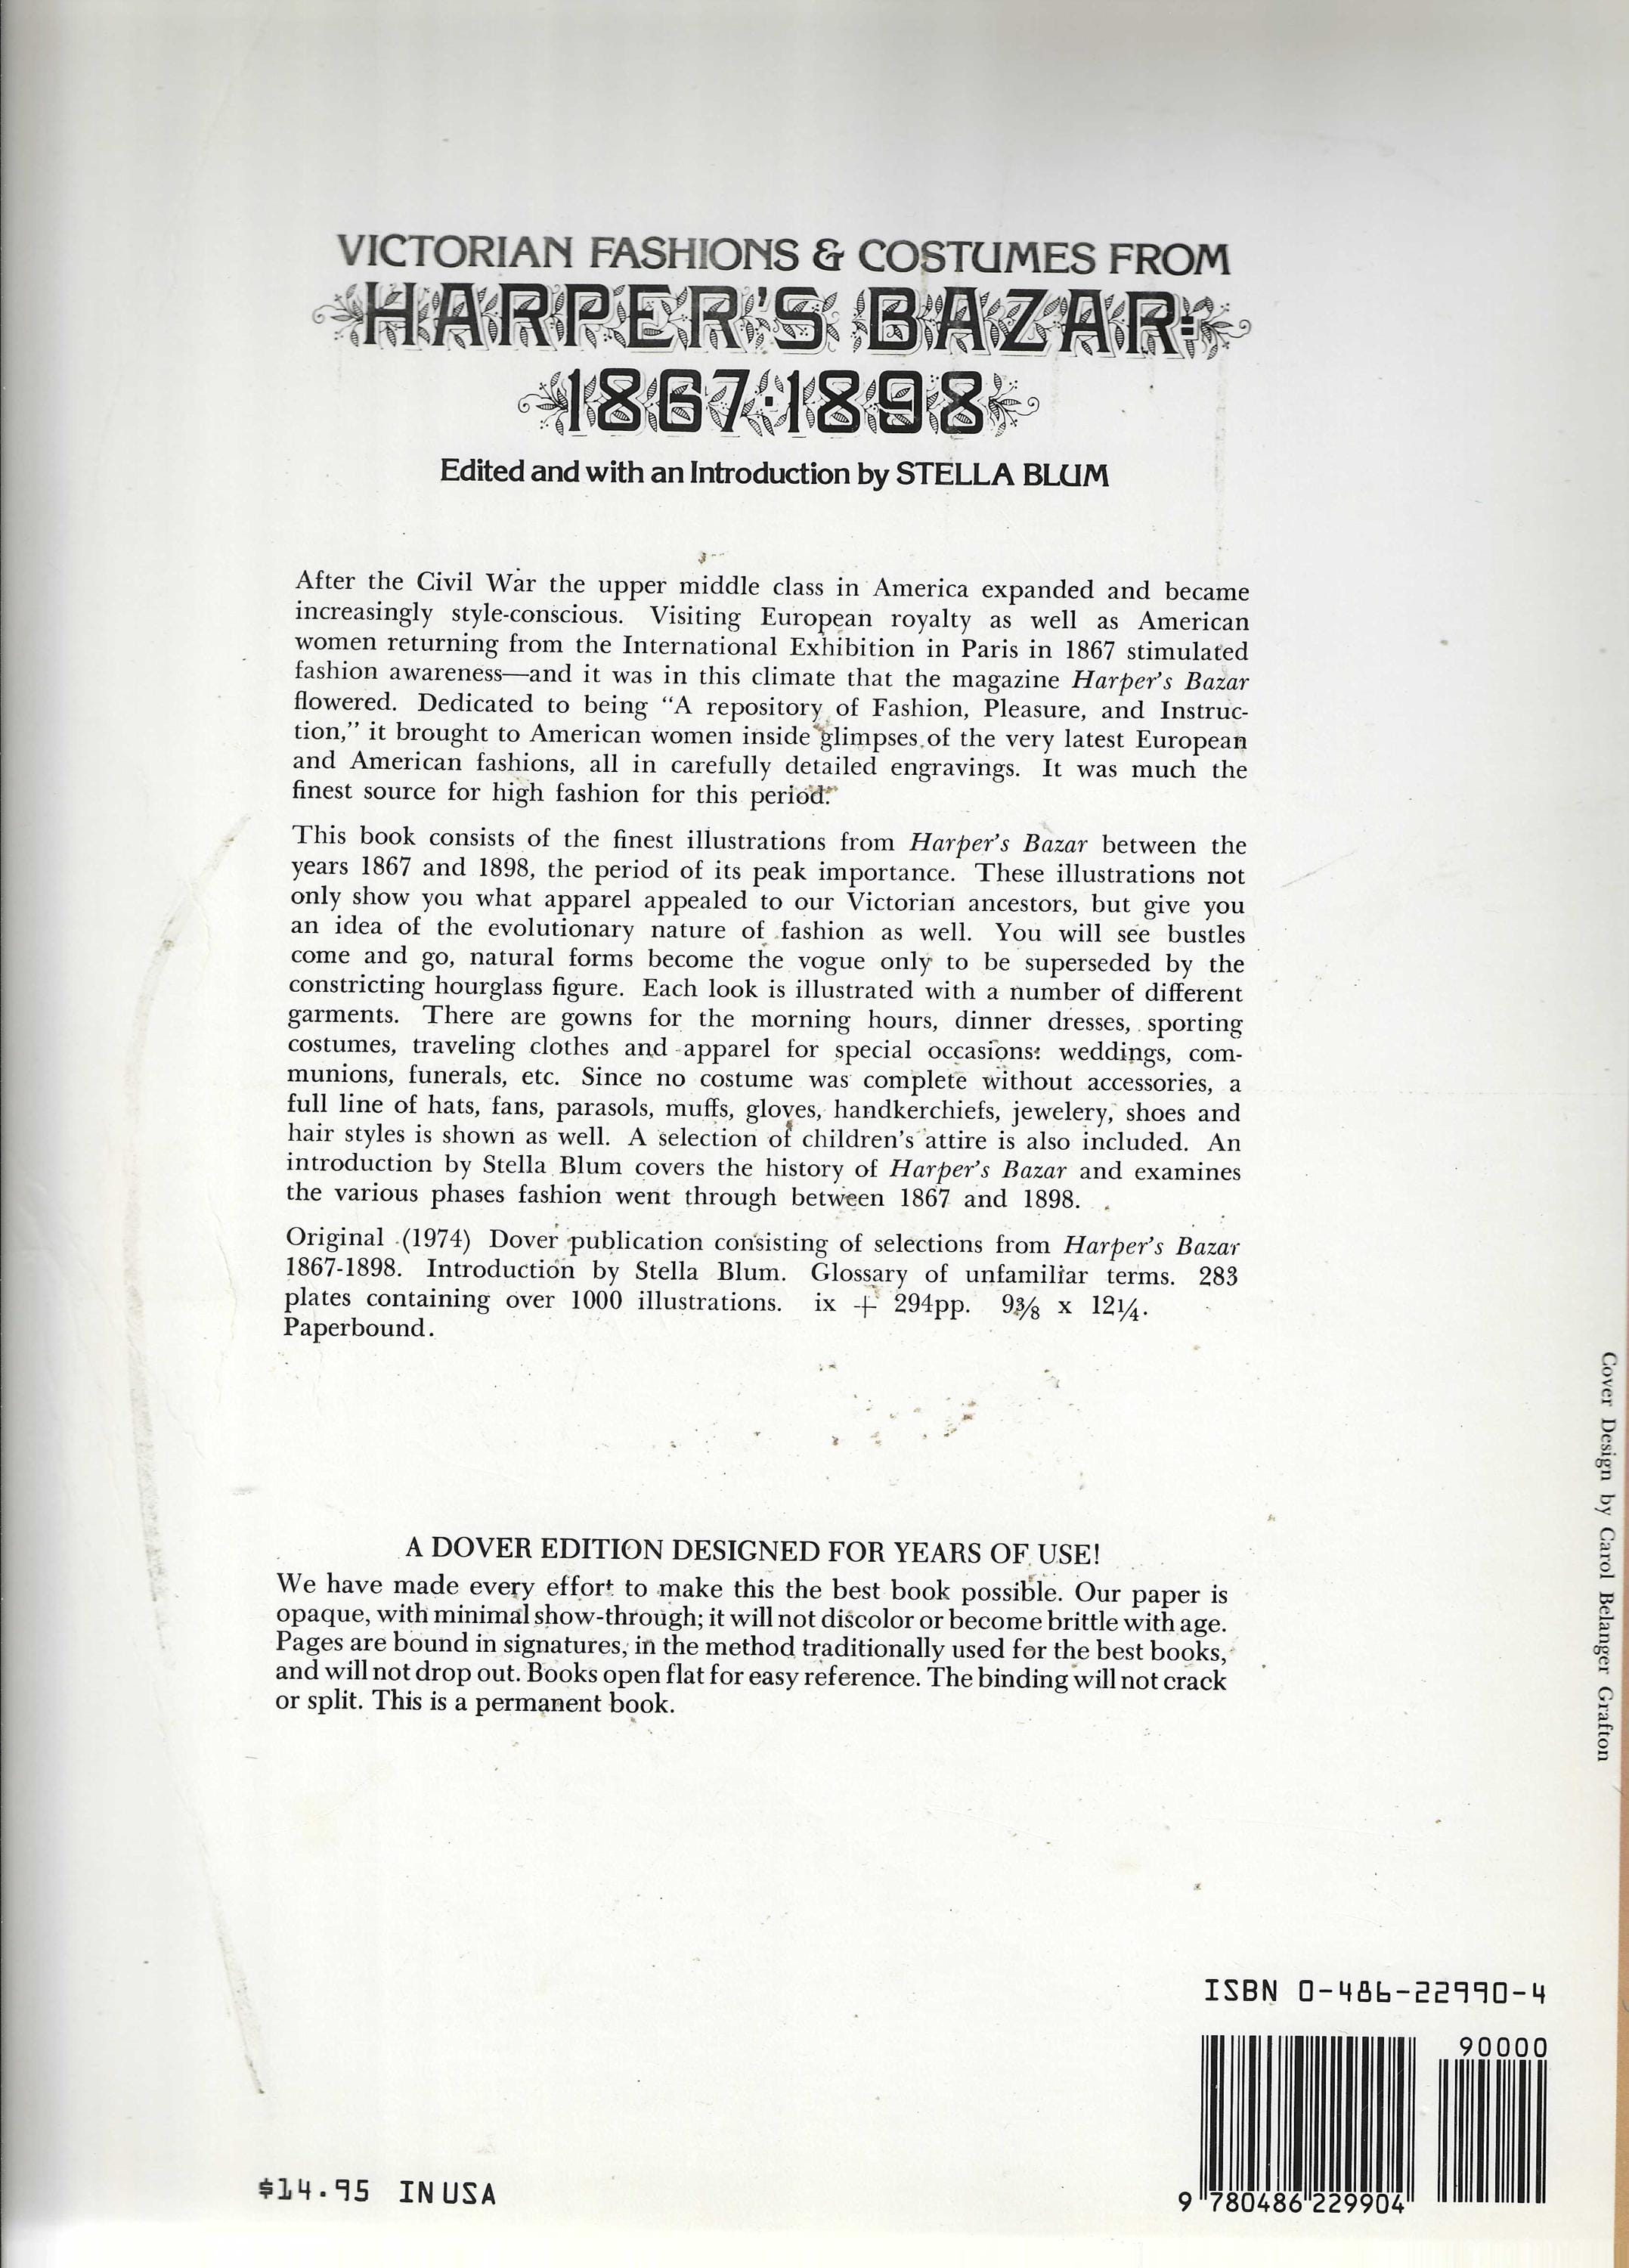 VICTORIAN FASHIONS & COSTUMES FROM
HARPER'S BAZAR:
1867·1898
Edited and with an Introduction by STELLA BLUM
After the Civil War the upper middle class in America expanded and became
increasingly style-conscious. Visiting European royalty as well as American
women returning from the International Exhibition in Paris in 1867 stimulated
fashion awareness—and it was in this climate that the magazine Harper's Bazar
flowered. Dedicated to being "A repository of Fashion, Pleasure, and Instruc-
tion," it brought to American women inside glimpses of the very latest European
and American fashions, all in carefully detailed engravings. It was much the
finest source for high fashion for this period.
This book consists of the finest illustrations from Harper's Bazar between the
years 1867 and 1898, the period of its peak importance. These illustrations not
only show you what apparel appealed to our Victorian ancestors, but give you
an idea of the evolutionary nature of fashion as well. You will see bustles
come and go, natural forms become the vogue only to be superseded by the
constricting hourglass figure. Each look is illustrated with a number of different
garments. There are gowns for the morning hours, dinner dresses, sporting
costumes, traveling clothes and apparel for special occasions: weddings, com-
munions, funerals, etc. Since no costume was complete without accessories, a
full line of hats, fans, parasols, muffs, gloves, handkerchiefs, jewelery, shoes and
hair styles is shown as well. A selection of children's attire is also included. An
introduction by Stella Blum covers the history of Harper's Bazar and examines
the various phases fashion went through between 1867 and 1898.
Original (1974) Dover publication consisting of selections from Harper's Bazar
1867-1898. Introduction by Stella Blum. Glossary of unfamiliar terms. 283
plates containing over 1000 illustrations. ix + 294pp. 9⅜ x 12¼.
Paperbound.
A DOVER EDITION DESIGNED FOR YEARS OF USE!
We have made every effort to make this the best book possible. Our paper is
opaque, with minimal show-through; it will not discolor or become brittle with age.
Pages are bound in signatures, in the method traditionally used for the best books,
and will not drop out. Books open flat for easy reference. The binding will not crack
or split. This is a permanent book.
Cover Design by Carol Belanger Grafton
ISBN 0-486-22990-4
90000
9 780486 229904
$14.95 IN USA